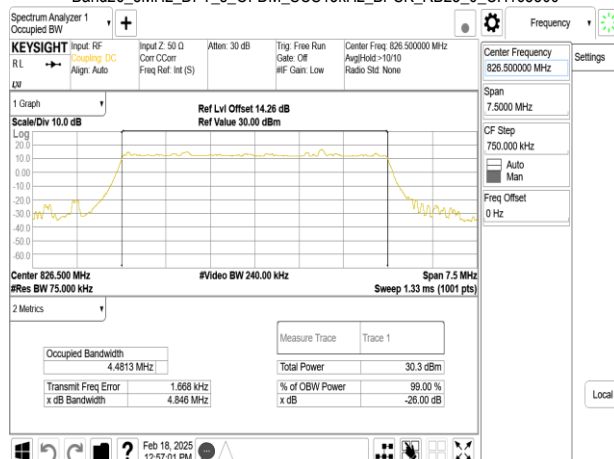 Spectrum Analyzer 1
Occupied BW
Frequency
KEYSIGHT
Input: RF
Coupling: DC
Align: Auto
Input Z: 50 Ω
Corr CCorr
Freq Ref: Int (S)
Atten: 30 dB
Trig: Free Run
Gate: Off
#IF Gain: Low
Center Freq: 826.500000 MHz
Avg|Hold:>10/10
Radio Std: None
RL
LXI
Center Frequency
826.500000 MHz
Settings
Span
7.5000 MHz
CF Step
750.000 kHz
Auto
Man
Freq Offset
0 Hz
Local
1 Graph
Scale/Div 10.0 dB
Ref Lvl Offset 14.26 dB
Ref Value 30.00 dBm
Log
20.0
10.0
0.00
-10.0
-20.0
-30.0
-40.0
-50.0
-60.0
Center 826.500 MHz
#Res BW 75.000 kHz
#Video BW 240.00 kHz
Span 7.5 MHz
Sweep 1.33 ms (1001 pts)
2 Metrics
Measure Trace Trace 1
Occupied Bandwidth
4.4813 MHz
Total Power 30.3 dBm
Transmit Freq Error 1.668 kHz
% of OBW Power 99.00 %
x dB Bandwidth 4.846 MHz
x dB -26.00 dB
?
Feb 18, 2025
12:57:01 PM